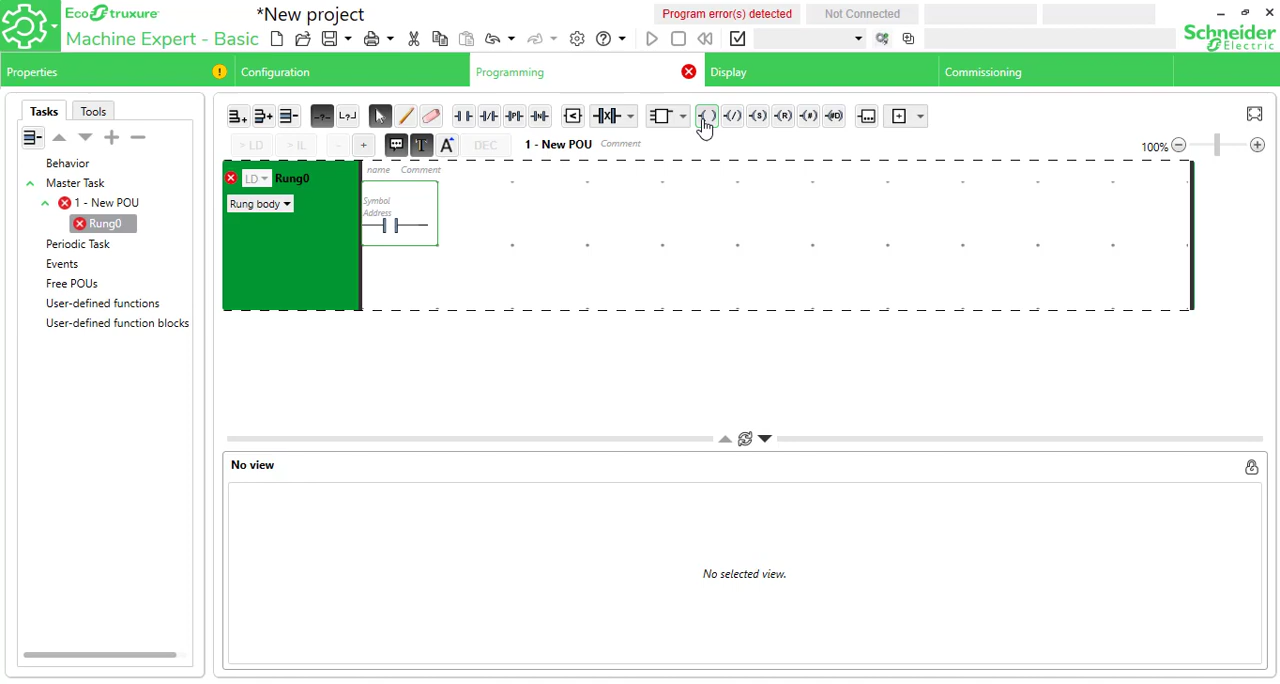 EcoStruxure
Machine Expert - Basic
*New project
Program error(s) detected
Not Connected
Schneider
Electric
Properties
Configuration
Programming
Display
Commissioning
Tasks
Tools
Behavior
Master Task
1 - New POU
Rung0
Periodic Task
Events
Free POUs
User-defined functions
User-defined function blocks
> LD
> IL
DEC
1 - New POU
Comment
100%
LD
Rung0
Rung body
name
Comment
Symbol
Address
No view
No selected view.